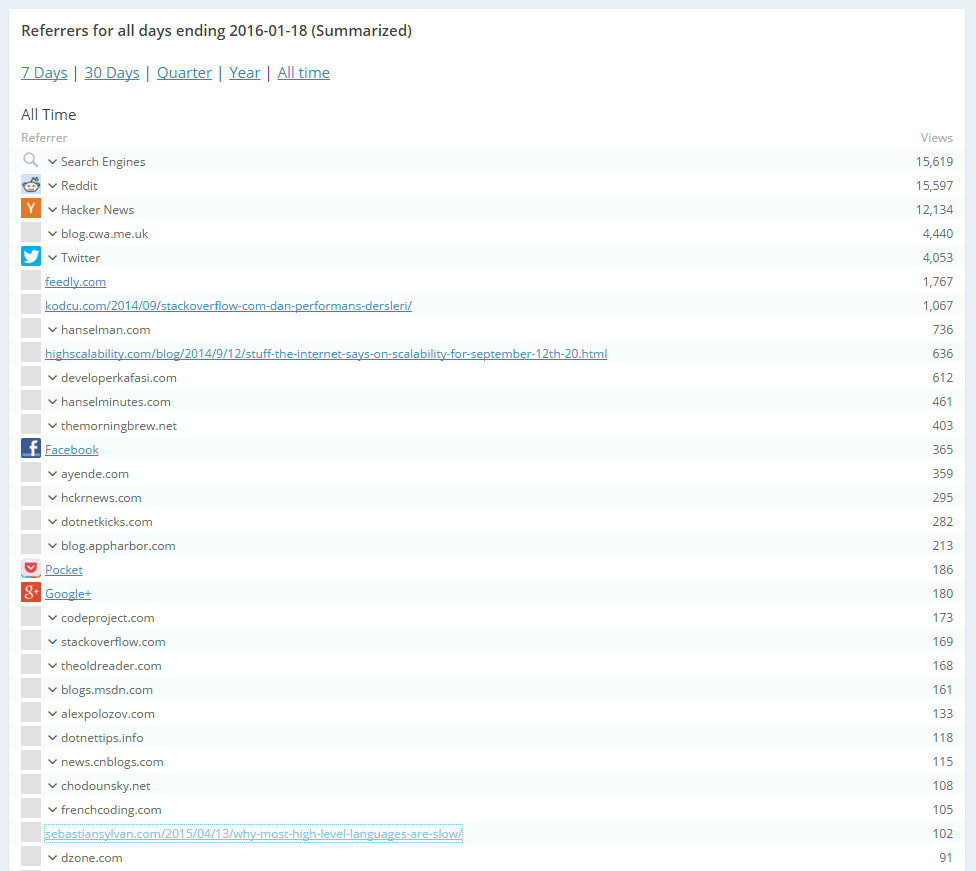 Referrers for all days ending 2016-01-18 (Summarized)
7 Days | 30 Days | Quarter | Year | All time
All Time
Referrer Views
Search Engines 15,619
Reddit 15,597
Y Hacker News 12,134
blog.cwa.me.uk 4,440
Twitter 4,053
feedly.com 1,767
kodcu.com/2014/09/stackoverflow-com-dan-performans-dersleri/ 1,067
hanselman.com 736
highscalability.com/blog/2014/9/12/stuff-the-internet-says-on-scalability-for-september-12th-20.html 636
developerkafasi.com 612
hanselminutes.com 461
themorningbrew.net 403
f Facebook 365
ayende.com 359
hckrnews.com 295
dotnetkicks.com 282
blog.appharbor.com 213
Pocket 186
g+ Google+ 180
codeproject.com 173
stackoverflow.com 169
theoldreader.com 168
blogs.msdn.com 161
alexpolozov.com 133
dotnettips.info 118
news.cnblogs.com 115
chodounsky.net 108
frenchcoding.com 105
sebastiansylvan.com/2015/04/13/why-most-high-level-languages-are-slow/ 102
dzone.com 91